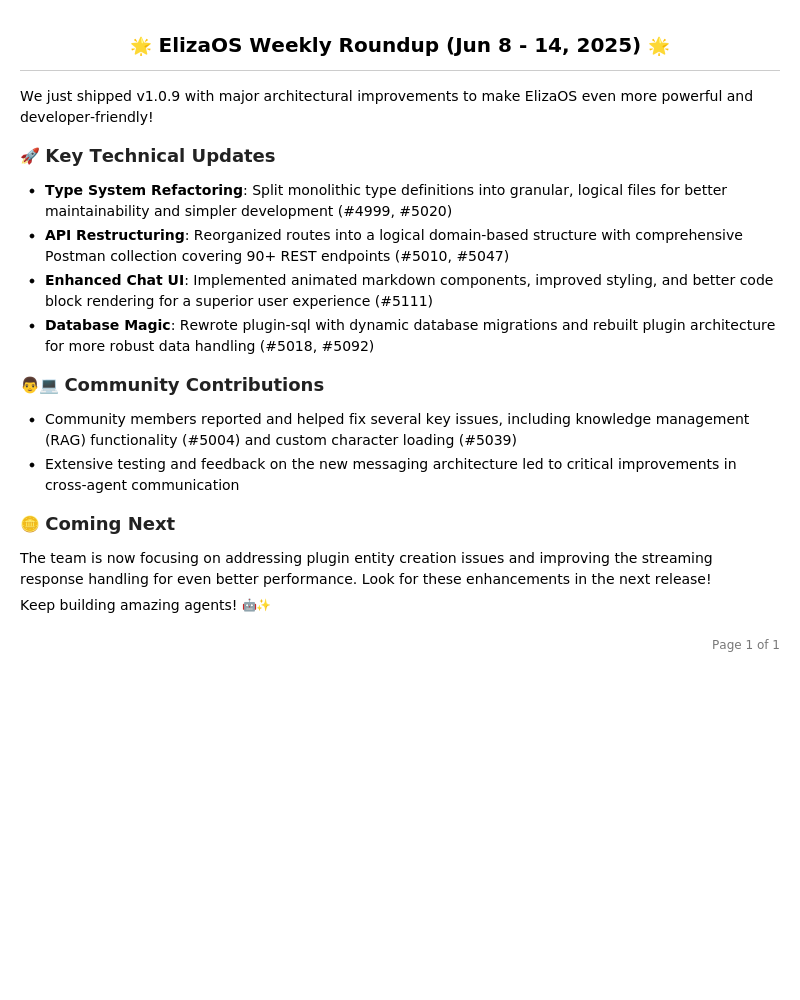 🌟 ElizaOS Weekly Roundup (Jun 8 - 14, 2025) 🌟
We just shipped v1.0.9 with major architectural improvements to make ElizaOS even more powerful and
developer-friendly!
🚀 Key Technical Updates
• Type System Refactoring: Split monolithic type definitions into granular, logical files for better
maintainability and simpler development (#4999, #5020)
• API Restructuring: Reorganized routes into a logical domain-based structure with comprehensive
Postman collection covering 90+ REST endpoints (#5010, #5047)
• Enhanced Chat UI: Implemented animated markdown components, improved styling, and better code
block rendering for a superior user experience (#5111)
• Database Magic: Rewrote plugin-sql with dynamic database migrations and rebuilt plugin architecture
for more robust data handling (#5018, #5092)
👨💻 Community Contributions
• Community members reported and helped fix several key issues, including knowledge management
(RAG) functionality (#5004) and custom character loading (#5039)
• Extensive testing and feedback on the new messaging architecture led to critical improvements in
cross-agent communication
🪙 Coming Next
The team is now focusing on addressing plugin entity creation issues and improving the streaming
response handling for even better performance. Look for these enhancements in the next release!
Keep building amazing agents! 🤖✨
Page 1 of 1